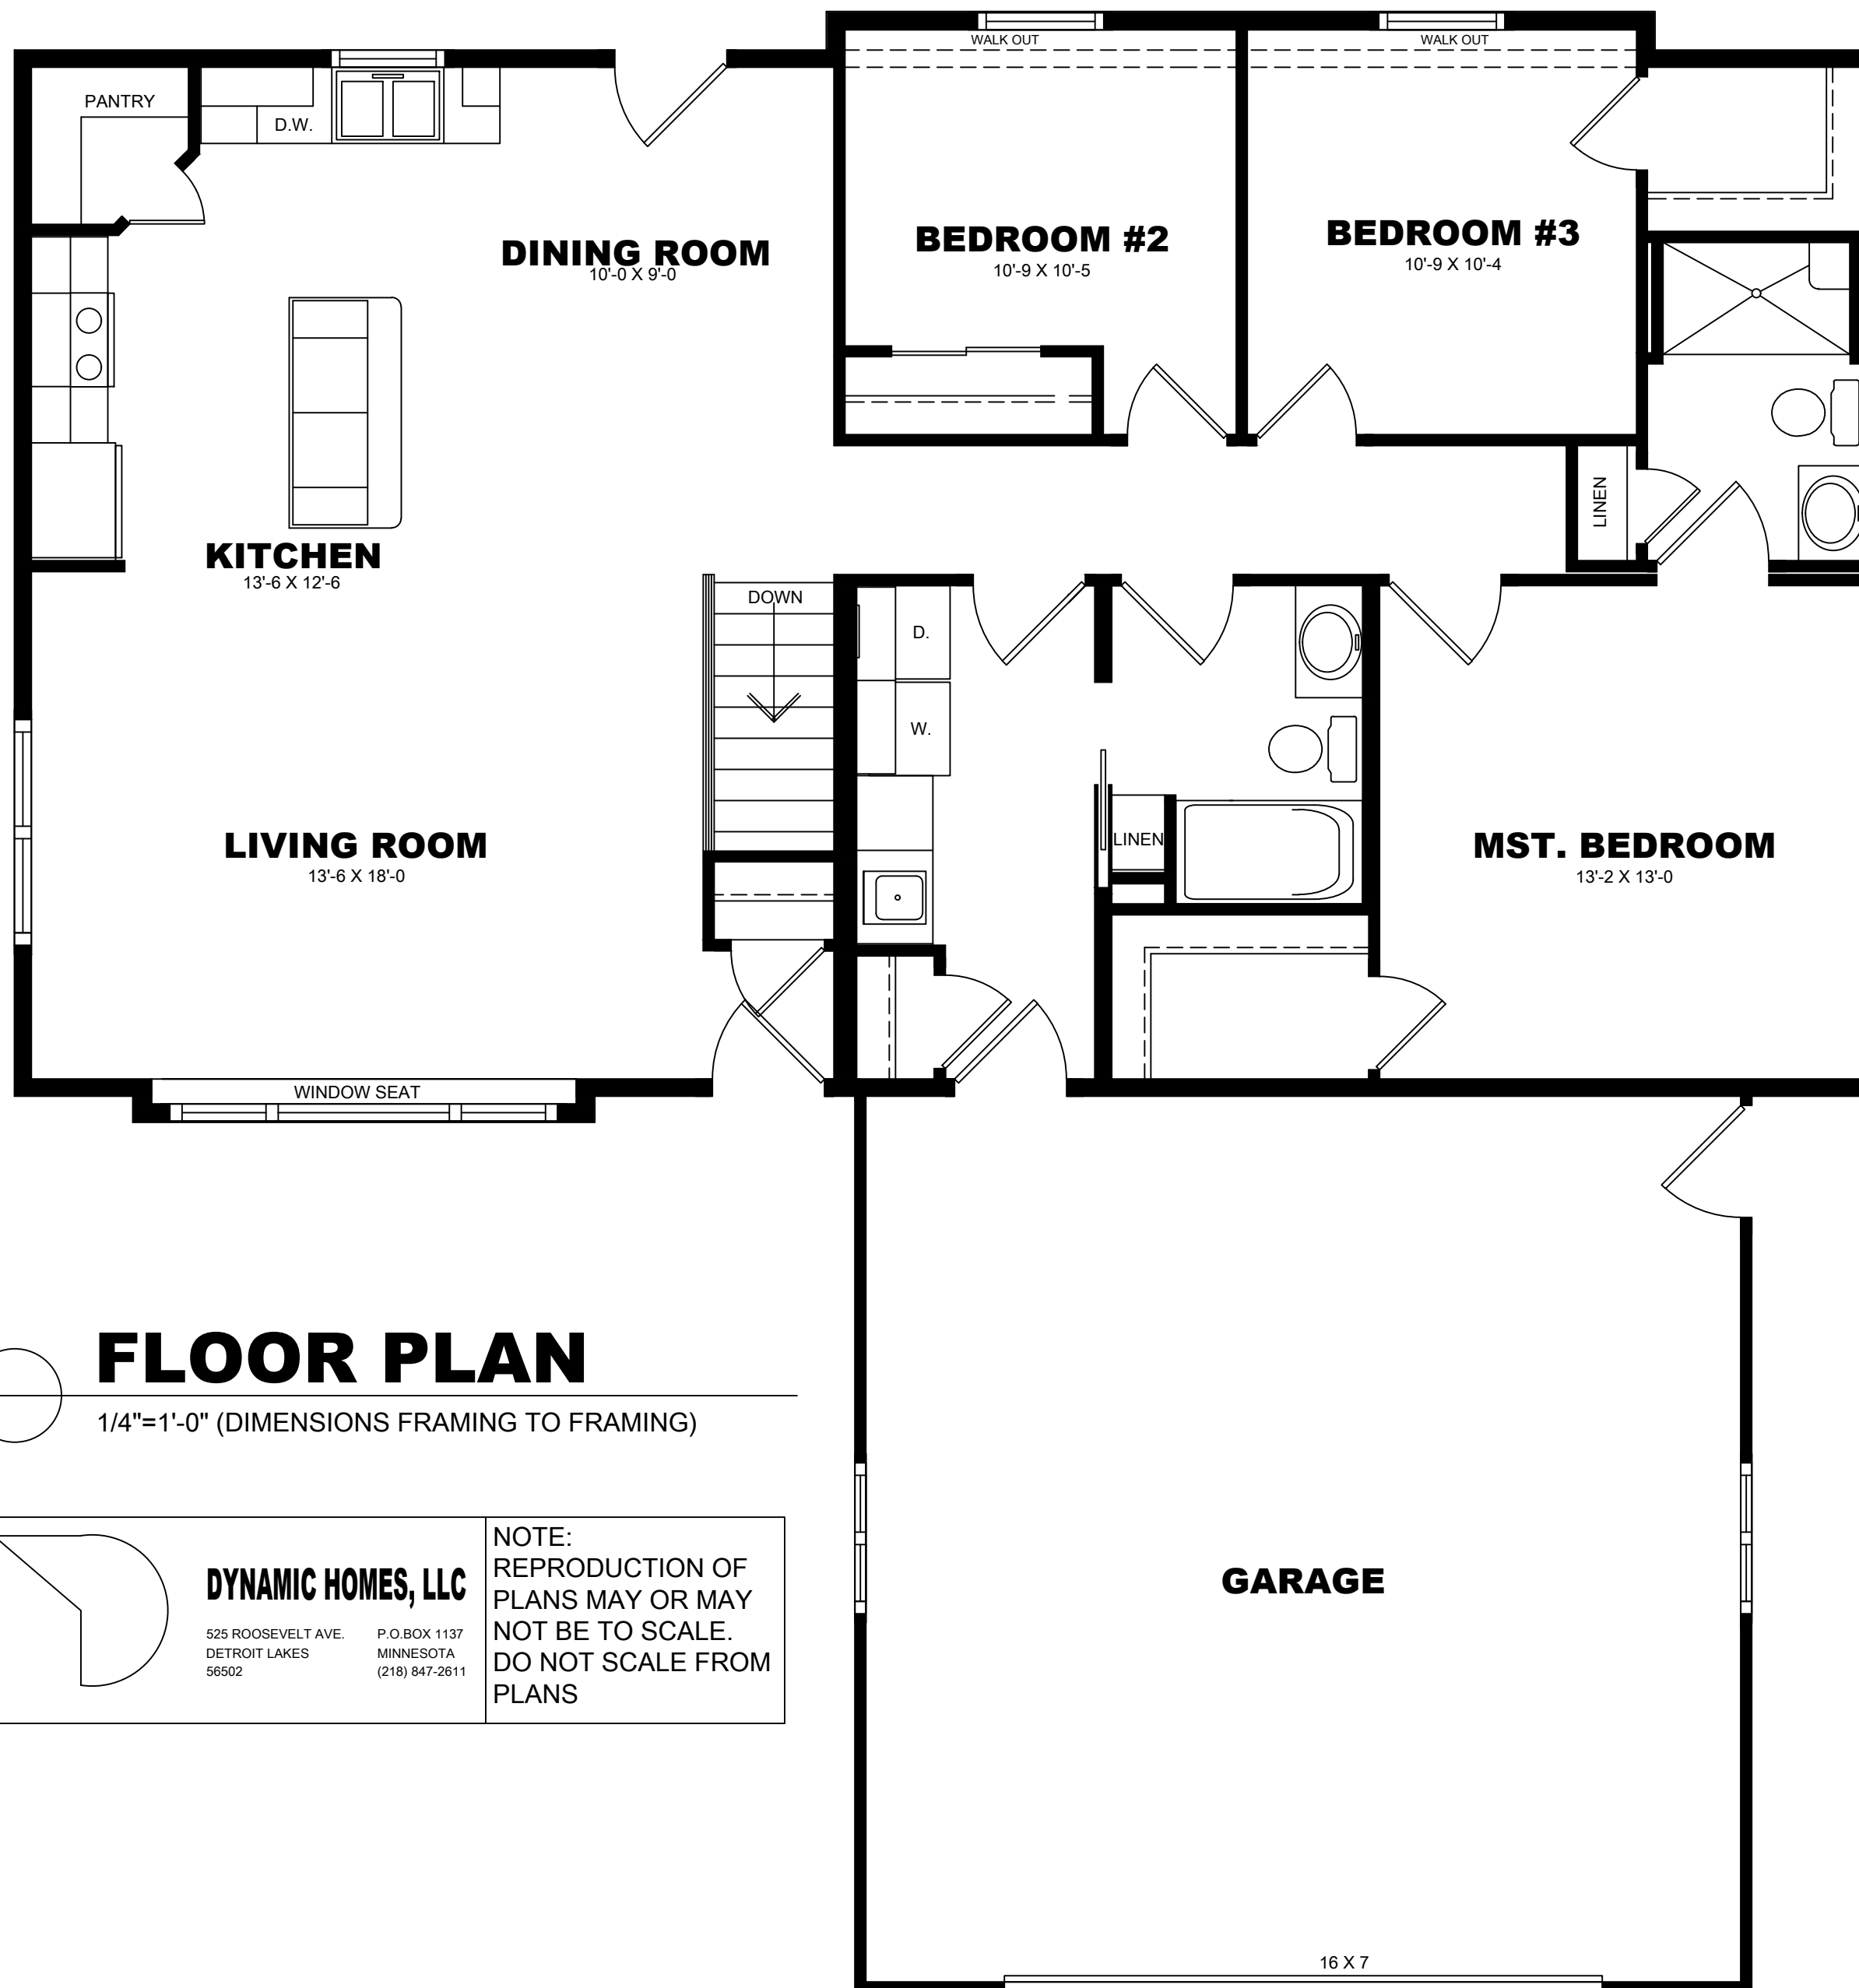 WALK OUT
WALK OUT
PANTRY
D.W.
DINING ROOM
10'-0 X 9'-0
BEDROOM #2
10'-9 X 10'-5
BEDROOM #3
10'-9 X 10'-4
LINEN
KITCHEN
13'-6 X 12'-6
DOWN
D.
W.
LINEN
LIVING ROOM
13'-6 X 18'-0
MST. BEDROOM
13'-2 X 13'-0
WINDOW SEAT
FLOOR PLAN
1/4"=1'-0" (DIMENSIONS FRAMING TO FRAMING)
DYNAMIC HOMES, LLC
525 ROOSEVELT AVE. P.O.BOX 1137
DETROIT LAKES MINNESOTA
56502 (218) 847-2611
NOTE:
REPRODUCTION OF
PLANS MAY OR MAY
NOT BE TO SCALE.
DO NOT SCALE FROM
PLANS
GARAGE
16 X 7